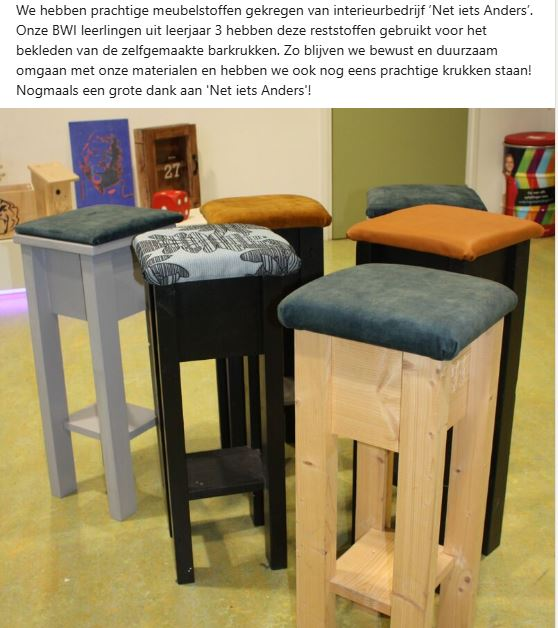 We hebben prachtige meubelstoffen gekregen van interieurbedrijf 'Net iets Anders'.
Onze BWI leerlingen uit leerjaar 3 hebben deze reststoffen gebruikt voor het
bekleden van de zelfgemaakte barkrukken. Zo blijven we bewust en duurzaam
omgaan met onze materialen en hebben we ook nog eens prachtige krukken staan!
Nogmaals een grote dank aan 'Net iets Anders'!
27